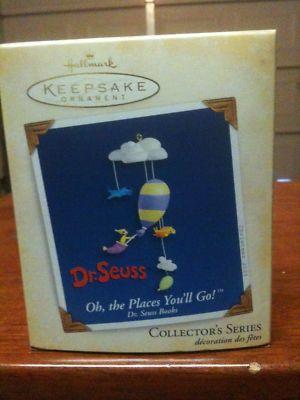 Hallmark
KEEPSAKE
ORNAMENT
Dr. Seuss
Oh, the Places You'll Go!™
Dr. Seuss Books
COLLECTOR'S SERIES
décoration des fêtes